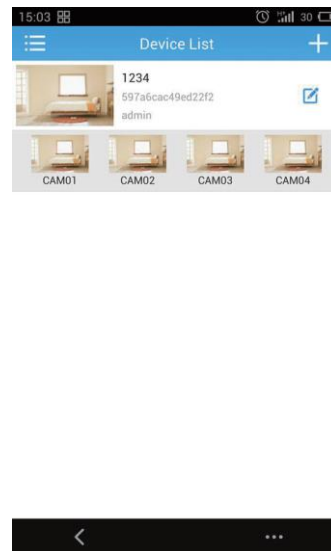 15:03 30
Device List
1234
597a6cac49ed22f2
admin
CAM01 CAM02 CAM03 CAM04